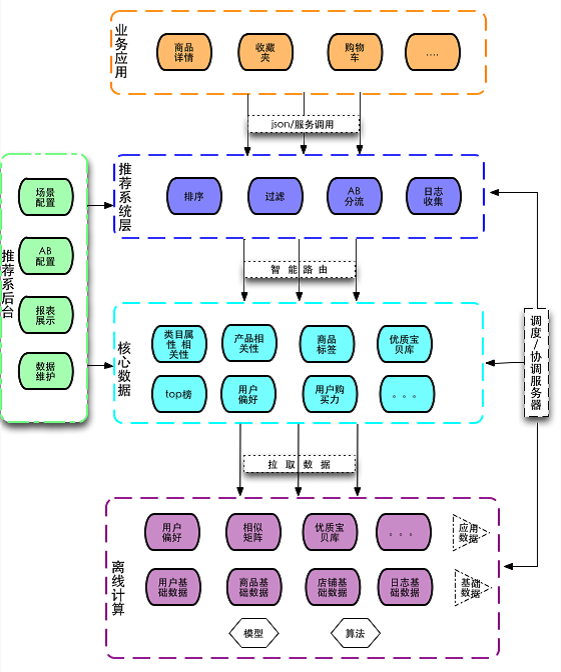 业务应用
商品
详情
收藏
夹
购物
车
....
json/服务调用
推荐系统层
排序
过滤
AB
分流
日志
收集
推荐系后台
场景
配置
AB
配置
报表
展示
数据
维护
智 能 路 由
核心数据
类目属
性 相
关性
产品相
关性
商品
标签
优质宝
贝库
top榜
用户
偏好
用户购
买力
。。。
调度/协调服务器
拉 取 数 据
离线计算
用户
偏好
相似
矩阵
优质宝
贝库
。。。
应用
数据
用户基
础数据
商品基
础数据
店铺基
础数据
日志基
础数据
基础
数据
模型
算法